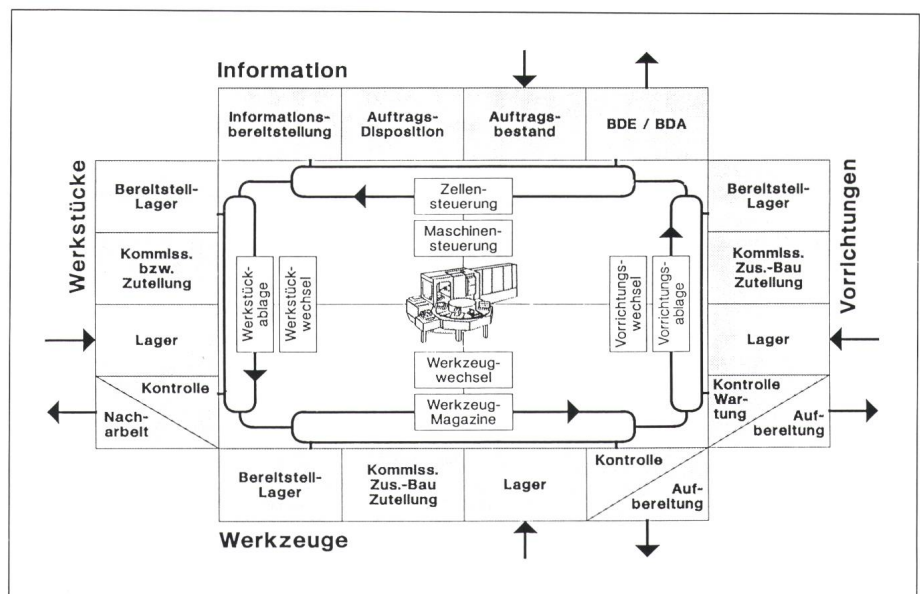 Information
Informations-
bereitstellung
Auftrags-
Disposition
Auftrags-
bestand
BDE / BDA
Werkstücke
Bereitstell-
Lager
Kommiss.
bzw.
Zuteilung
Lager
Kontrolle
Nach-
arbeit
Werkstück-
ablage
Werkstück-
wechsel
Zellen-
steuerung
Maschinen-
steuerung
Werkzeug-
wechsel
Werkzeug-
Magazine
Vorrichtungs-
wechsel
Vorrichtungs-
ablage
Bereitstell-
Lager
Kommiss.
Zus.-Bau
Zuteilung
Lager
Kontrolle
War-
tung
Auf-
bereitung
Vorrichtungen
Bereitstell-
Lager
Kommiss.
Zus.-Bau
Zuteilung
Lager
Kontrolle
Auf-
bereitung
Werkzeuge